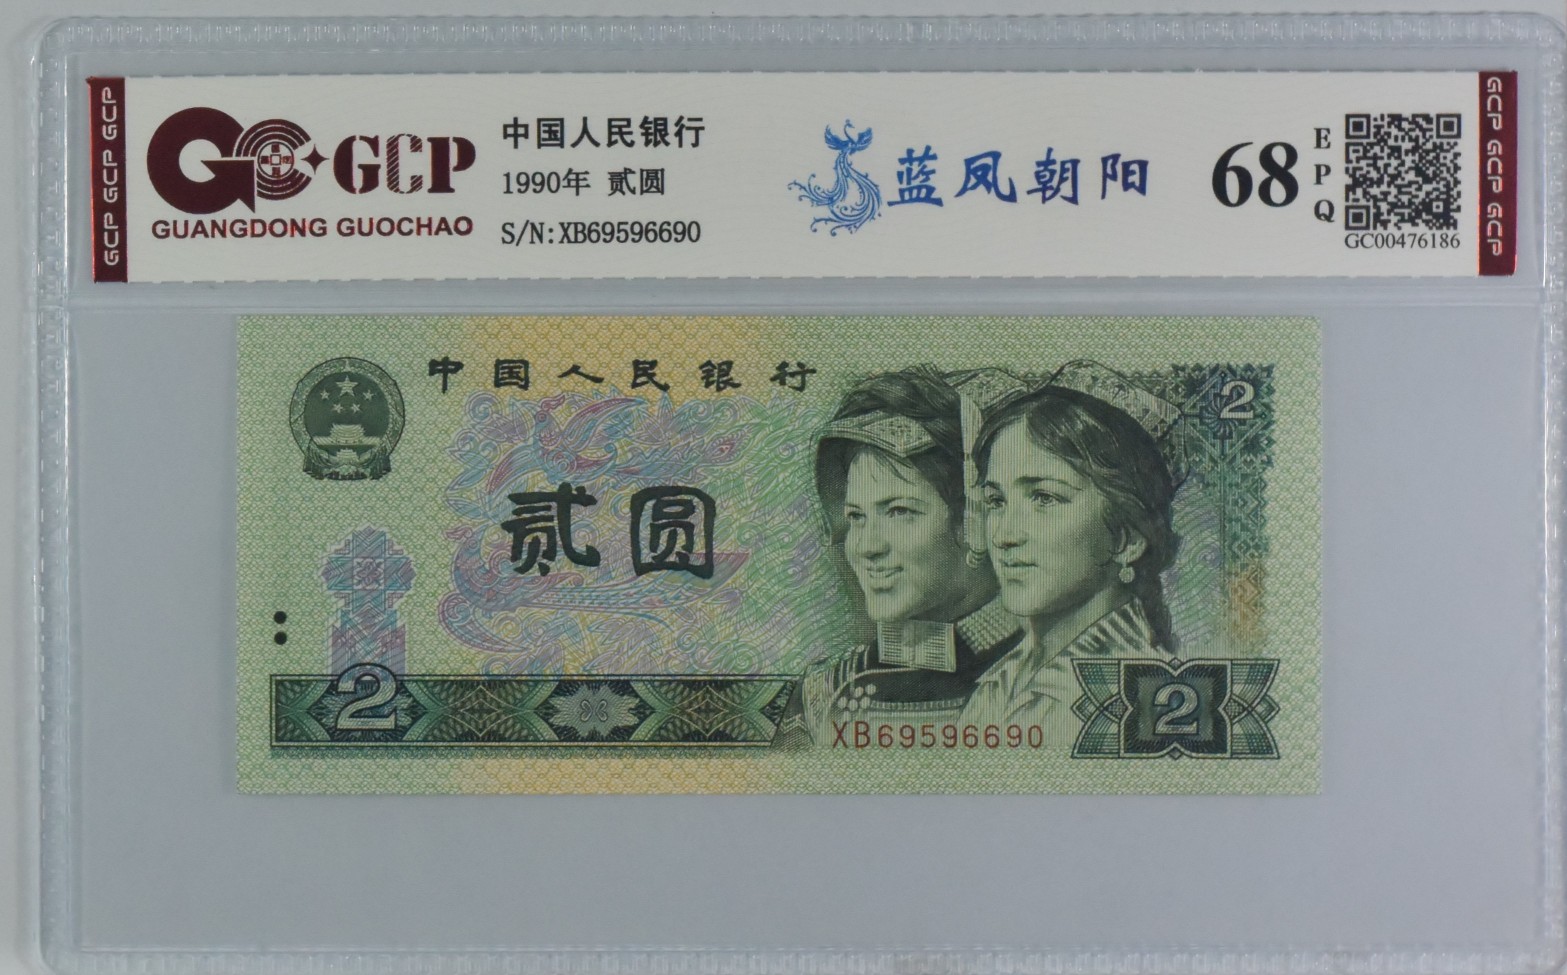 GCP GCP GCP
GCP
GUANGDONG GUOCHAO
中国人民银行
1990年 贰圆
S/N:XB69596690
蓝凤朝阳
68
EPQ
GC00476186
GCP GCP GCP
中国人民银行
2
贰圆
2
XB69596690
2